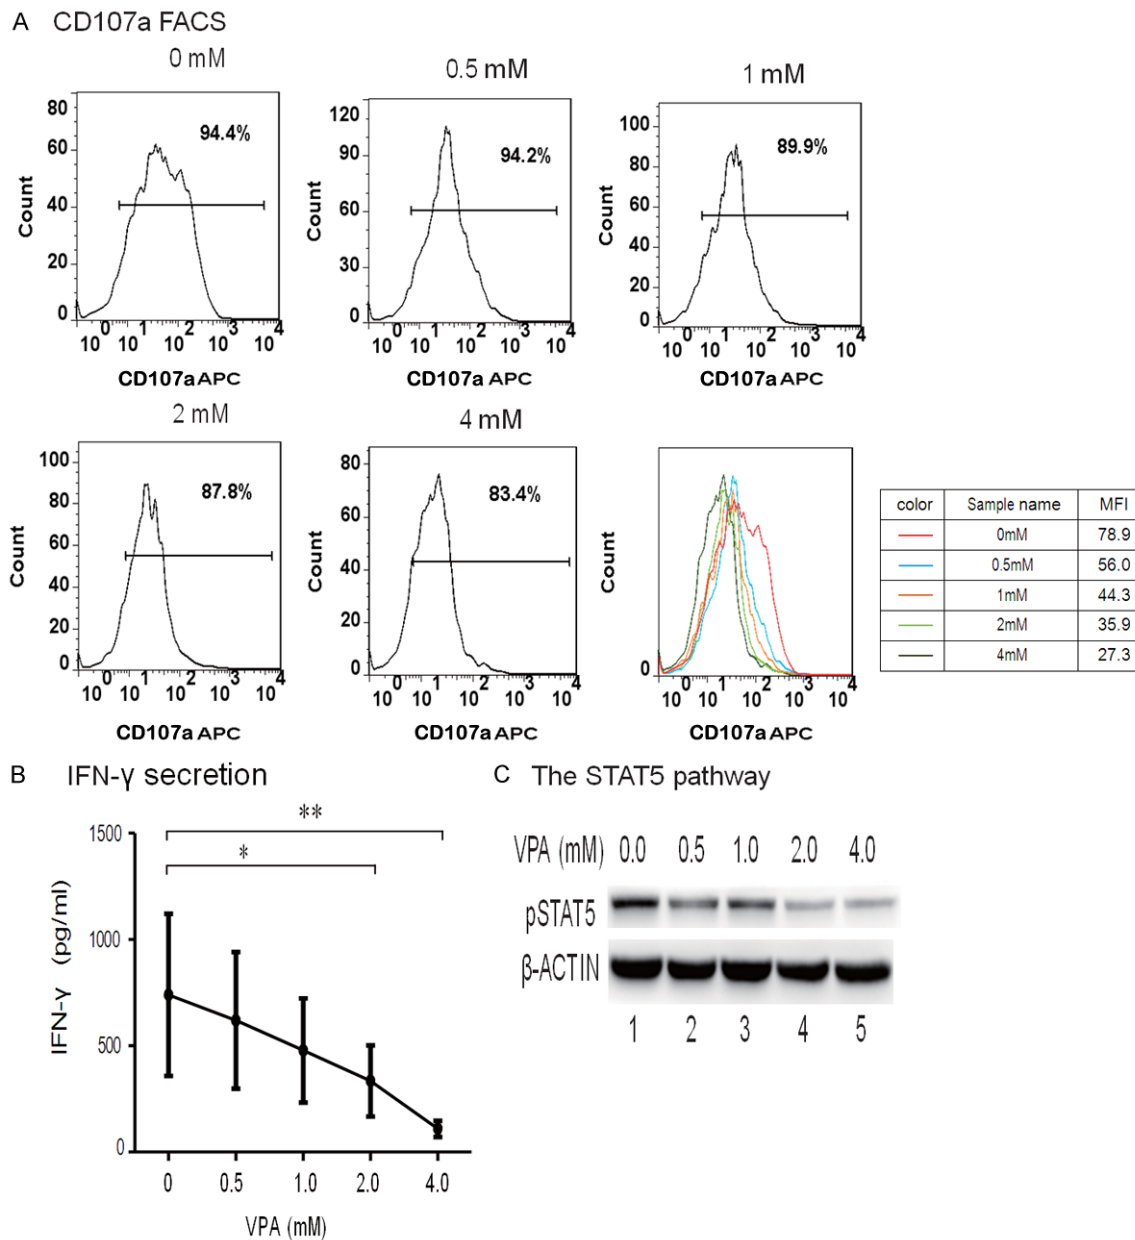 A CD107a FACS
0 mM
0.5 mM
1 mM
80
60
40
20
0
Count
94.4%
10^0 10^1 10^2 10^3 10^4
CD107a APC
120
90
60
30
0
Count
94.2%
10^0 10^1 10^2 10^3 10^4
CD107a APC
100
80
60
40
20
0
Count
89.9%
10^0 10^1 10^2 10^3 10^4
CD107a APC
2 mM
4 mM
100
80
60
40
20
0
Count
87.8%
10^0 10^1 10^2 10^3 10^4
CD107a APC
80
60
40
20
0
Count
83.4%
10^0 10^1 10^2 10^3 10^4
CD107a APC
Count
0
10^0 10^1 10^2 10^3 10^4
CD107a APC
color Sample name MFI
0mM 78.9
0.5mM 56.0
1mM 44.3
2mM 35.9
4mM 27.3
B IFN-γ secretion
**
*
1500
1000
500
0
IFN-γ (pg/ml)
0 0.5 1.0 2.0 4.0
VPA (mM)
C The STAT5 pathway
VPA (mM) 0.0 0.5 1.0 2.0 4.0
pSTAT5
β-ACTIN
1 2 3 4 5